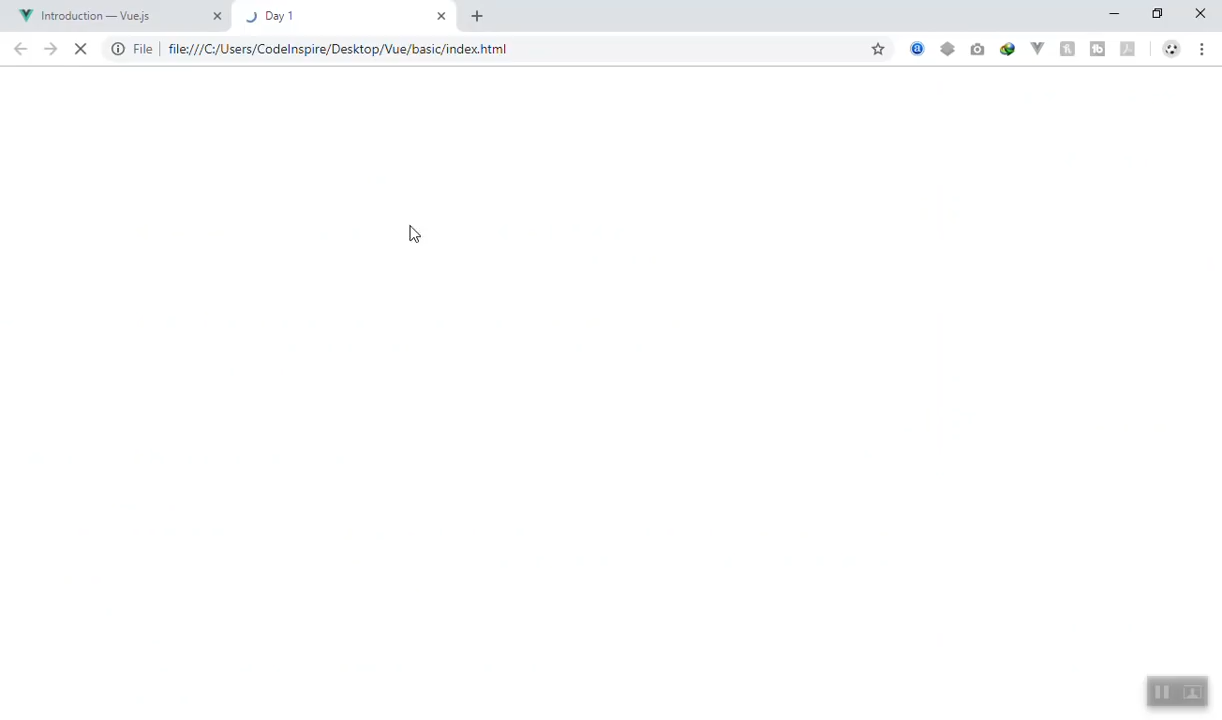 Introduction — Vue.js
Day 1
File
file:///C:/Users/CodeInspire/Desktop/Vue/basic/index.html